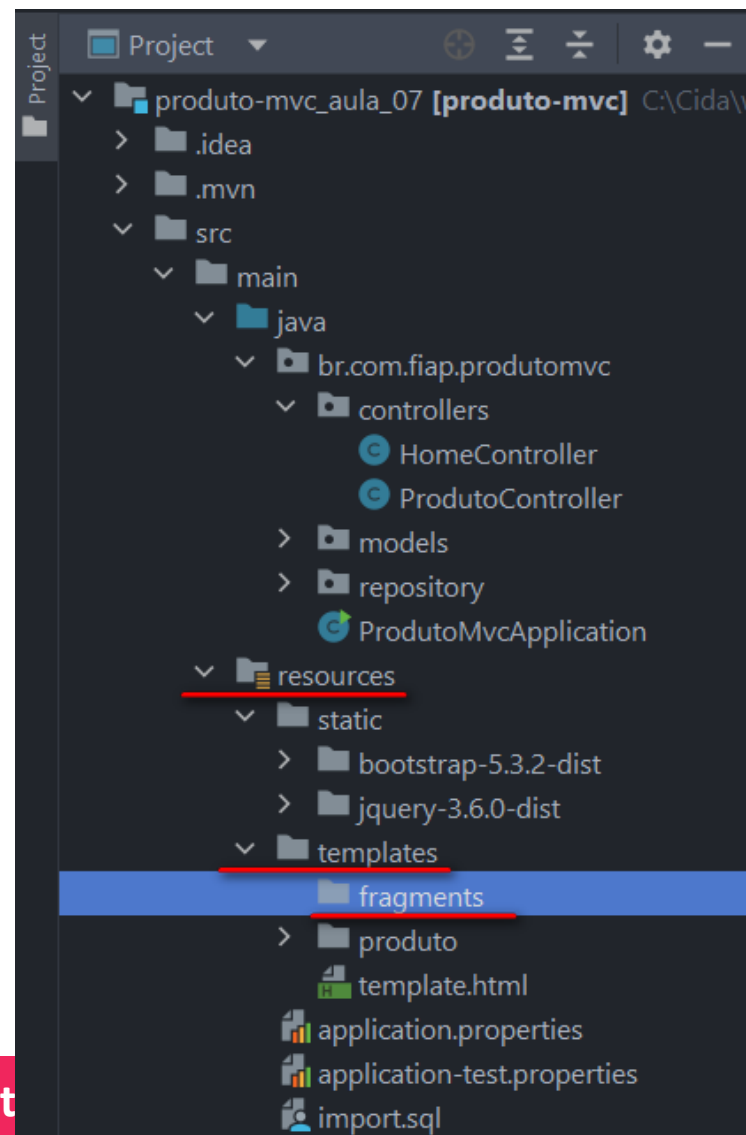 Project
Project
produto-mvc_aula_07 [produto-mvc] C:\Cida\
.idea
.mvn
src
main
java
br.com.fiap.produtomvc
controllers
HomeController
ProdutoController
models
repository
ProdutoMvcApplication
resources
static
bootstrap-5.3.2-dist
jquery-3.6.0-dist
templates
fragments
produto
template.html
application.properties
application-test.properties
import.sql
t